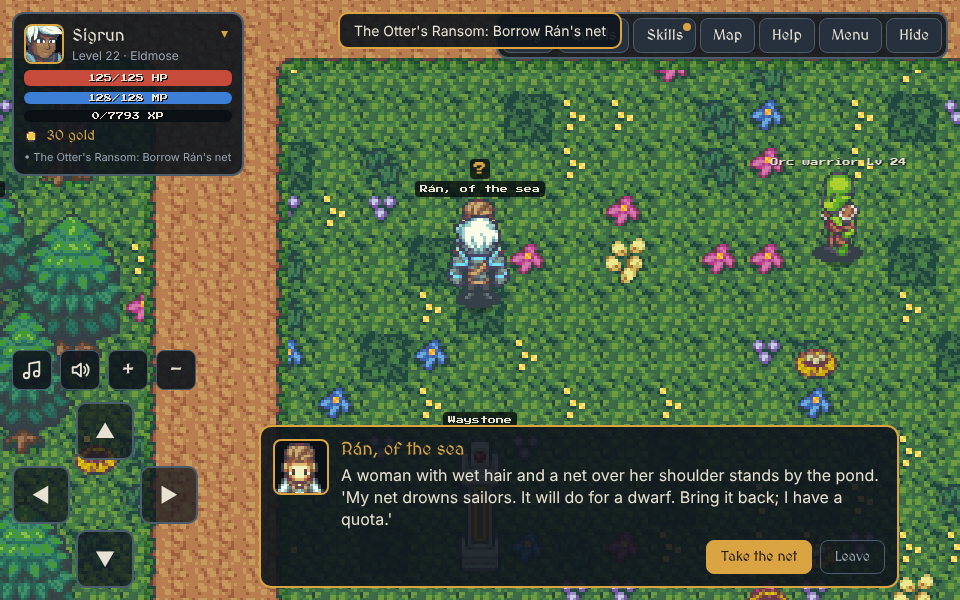 Sigrun
Level 22 · Eldmose
125/125 HP
128/128 MP
0/7793 XP
30 gold
• The Otter's Ransom: Borrow Rán's net
The Otter's Ransom: Borrow Rán's net
Skills
Map
Help
Menu
Hide
Orc warrior Lv 24
?
Rán, of the sea
Waystone
Rán, of the sea
A woman with wet hair and a net over her shoulder stands by the pond.
'My net drowns sailors. It will do for a dwarf. Bring it back; I have a
quota.'
Take the net
Leave